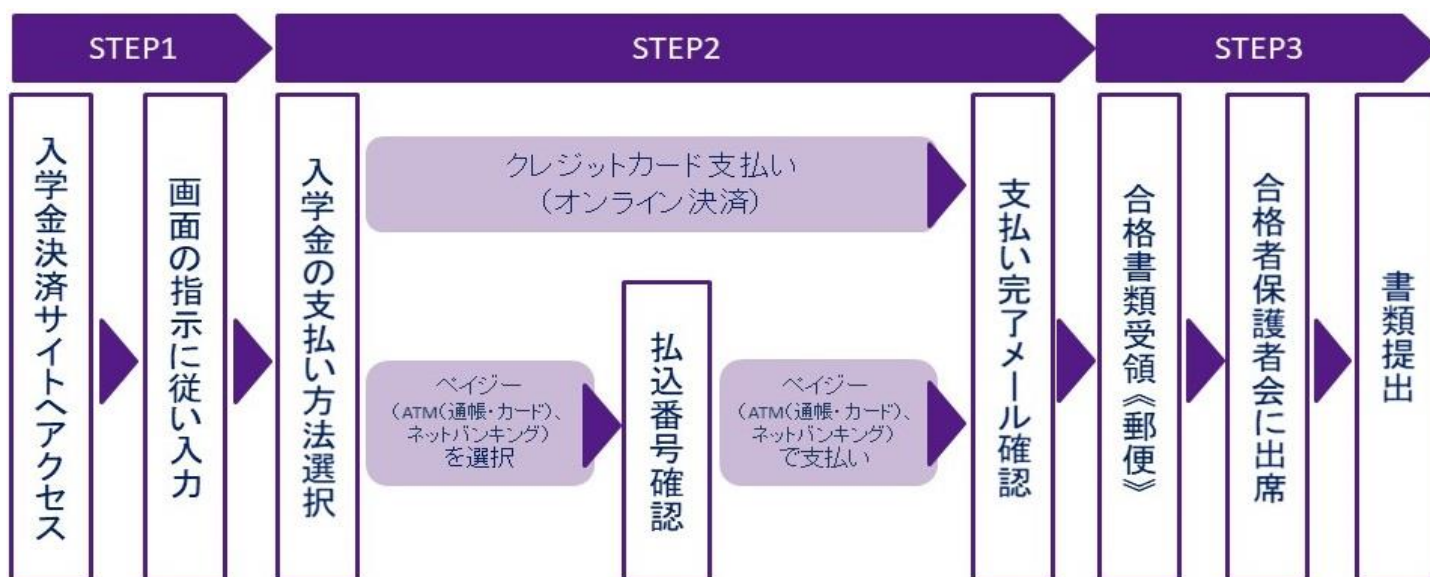 STEP1
STEP2
STEP3
入学金決済サイトへアクセス
画面の指示に従い入力
入学金の支払い方法選択
クレジットカード支払い
（オンライン決済）
ペイジー
（ATM（通帳・カード）、
ネットバンキング）
を選択
払込番号確認
ペイジー
（ATM（通帳・カード）、
ネットバンキング）
で支払い
支払い完了メール確認
合格書類受領《郵便》
合格者保護者会に出席
書類提出